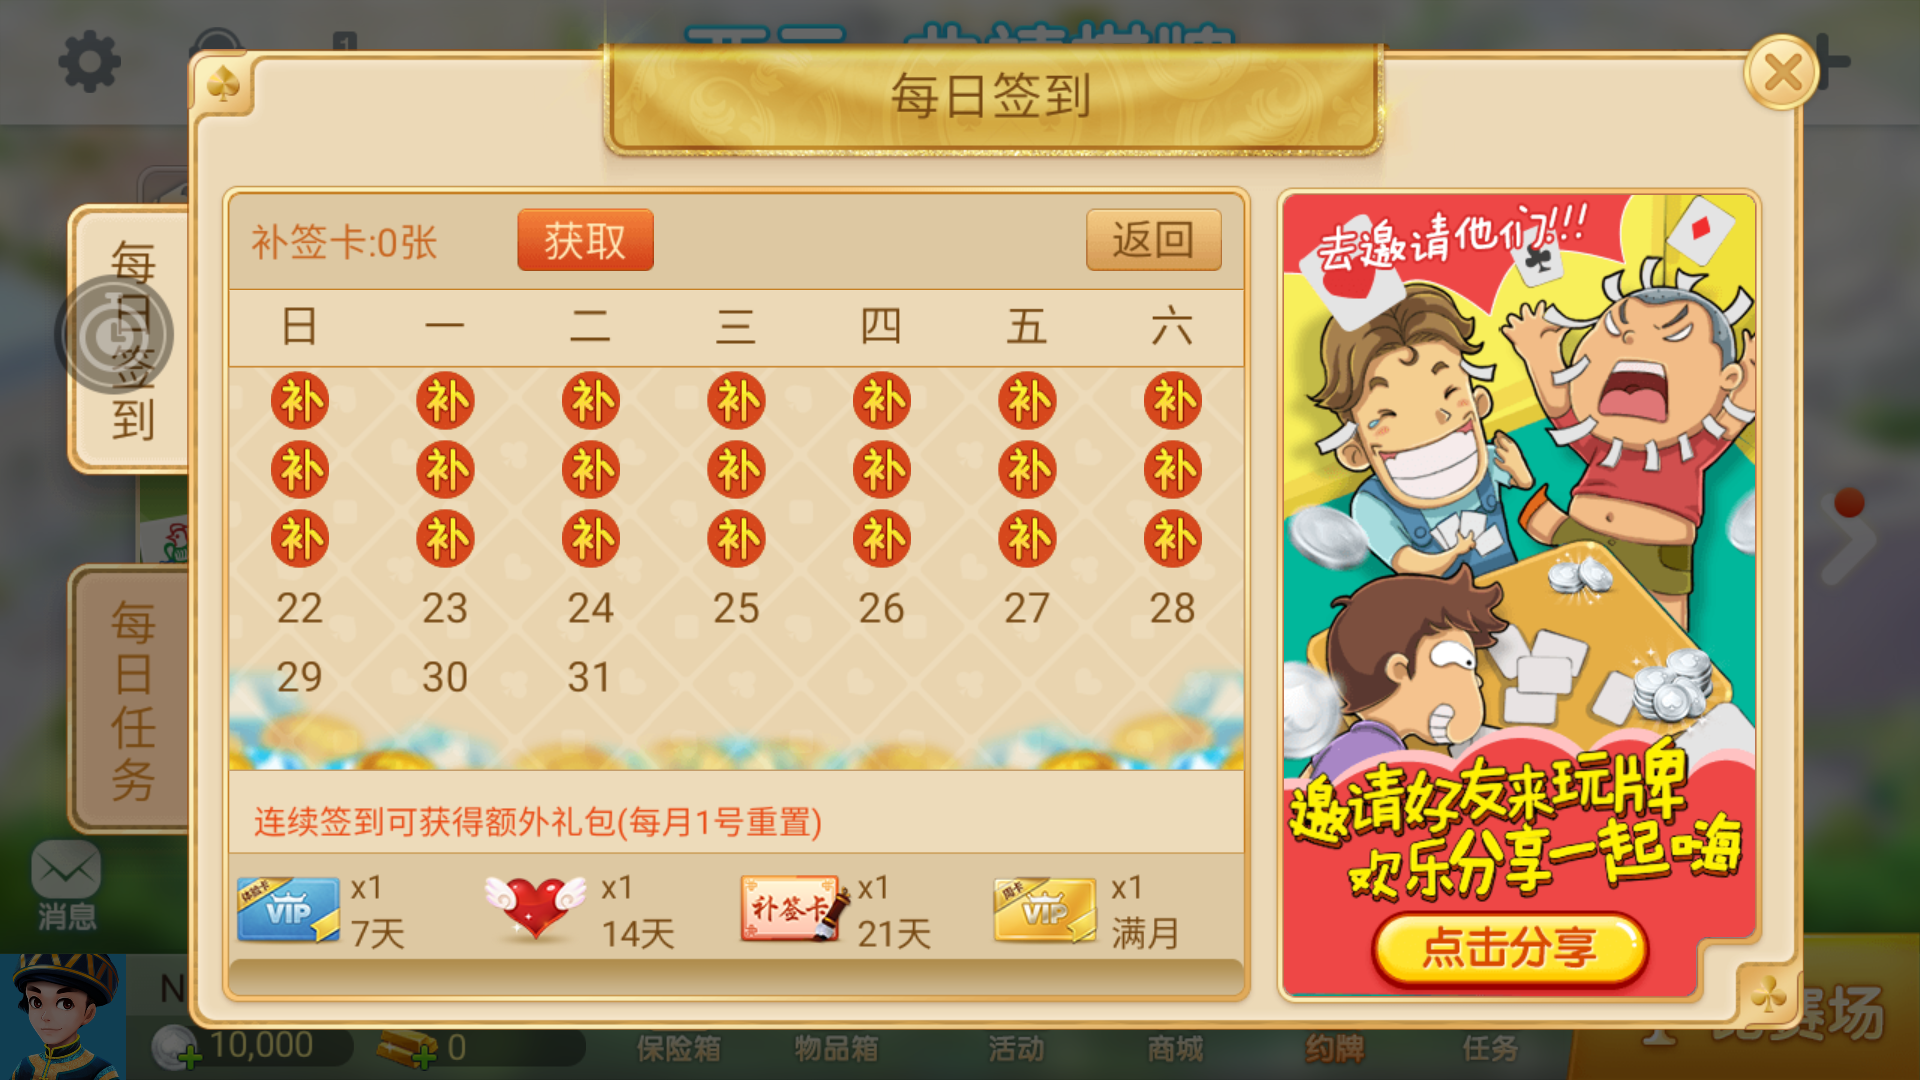 每日签到
每日签到
每日任务
补签卡:0张
获取
返回
日 一 二 三 四 五 六
补 补 补 补 补 补 补
补 补 补 补 补 补 补
补 补 补 补 补 补 补
22 23 24 25 26 27 28
29 30 31
连续签到可获得额外礼包(每月1号重置)
体验卡 VIP x1 7天
x1 14天
补签卡 x1 21天
周卡 VIP x1 满月
去邀请他们!!!
邀请好友来玩牌
欢乐分享一起嗨
点击分享
消息
N
10,000
0
保险箱 物品箱 活动 商城 约牌 任务
赛场